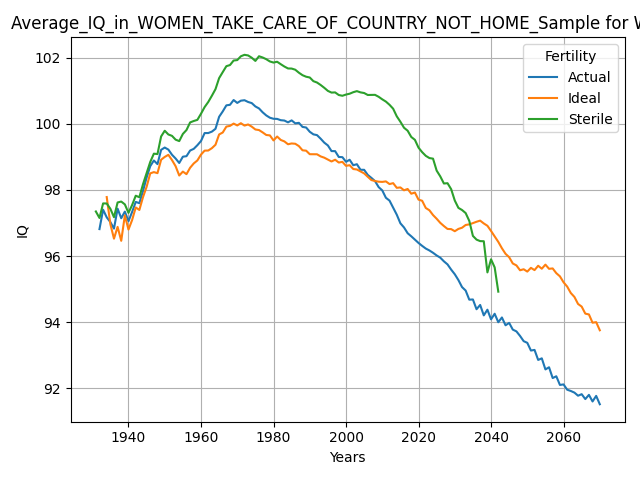 Average_IQ_in_WOMEN_TAKE_CARE_OF_COUNTRY_NOT_HOME_Sample for W
Fertility
Actual
Ideal
Sterile
102
100
98
96
94
92
IQ
1940 1960 1980 2000 2020 2040 2060
Years